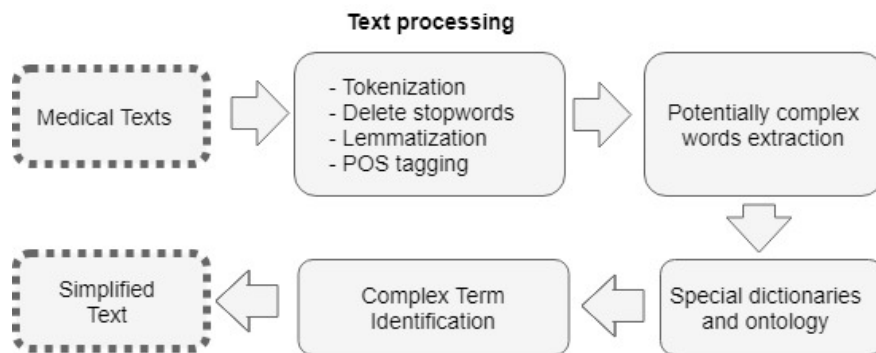 Text processing
Medical Texts
- Tokenization
- Delete stopwords
- Lemmatization
- POS tagging
Potentially complex
words extraction
Special dictionaries
and ontology
Complex Term
Identification
Simplified
Text